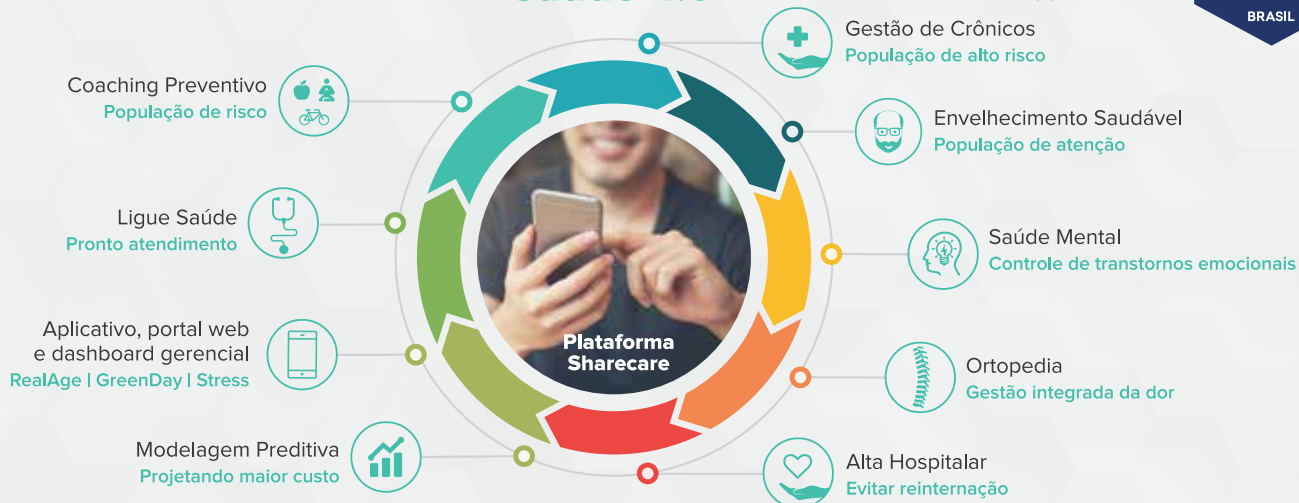 BRASIL
Gestão de Crônicos
População de alto risco
Coaching Preventivo
População de risco
Envelhecimento Saudável
População de atenção
Ligue Saúde
Pronto atendimento
Saúde Mental
Controle de transtornos emocionais
Aplicativo, portal web
e dashboard gerencial
RealAge | GreenDay | Stress
Plataforma
Sharecare
Ortopedia
Gestão integrada da dor
Modelagem Preditiva
Projetando maior custo
Alta Hospitalar
Evitar reinternação